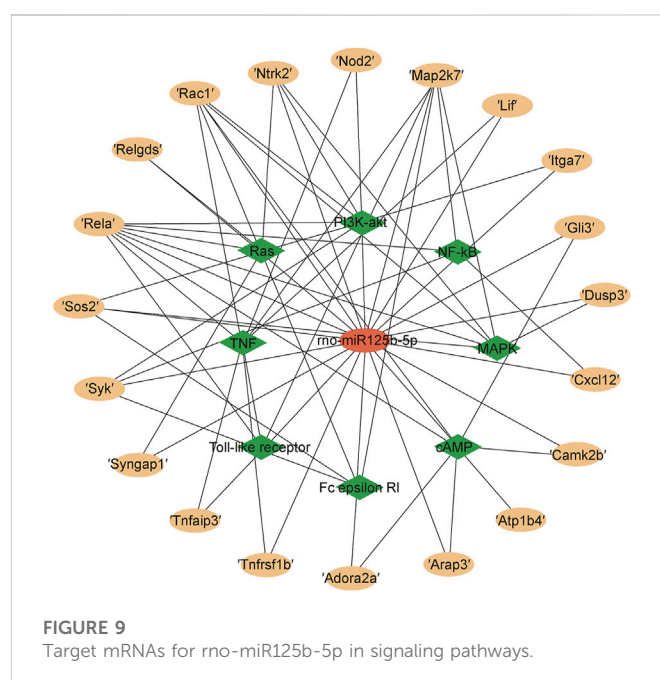 'Nod2'
'Ntrk2'
'Map2k7'
'Rac1'
'Lif'
'Relgds'
'Itga7'
'Rela'
PI3K-akt
'Gli3'
Ras
NF-kB
'Sos2'
'Dusp3'
TNF
rno-miR125b-5p
MAPK
'Syk'
'Cxcl12'
Toll-like receptor
cAMP
'Syngap1'
'Camk2b'
Fc epsilon RI
'Tnfaip3'
'Atp1b4'
'Tnfrsf1b'
'Adora2a'
'Arap3'
FIGURE 9
Target mRNAs for rno-miR125b-5p in signaling pathways.